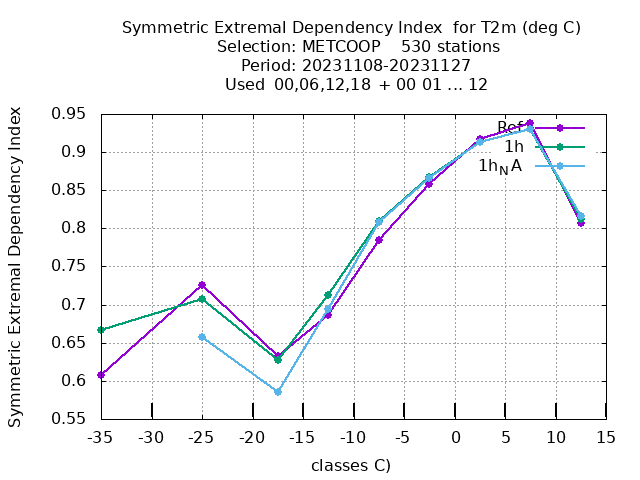 Symmetric Extremal Dependency Index  for T2m (deg C)
Selection: METCOOP    530 stations
Period: 20231108-20231127
Used  00,06,12,18 + 00 01 ... 12
Symmetric Extremal Dependency Index
0.95
0.9
0.85
0.8
0.75
0.7
0.65
0.6
0.55
Ref
1h
1h_N A
-35 -30 -25 -20 -15 -10 -5 0 5 10 15
classes C)